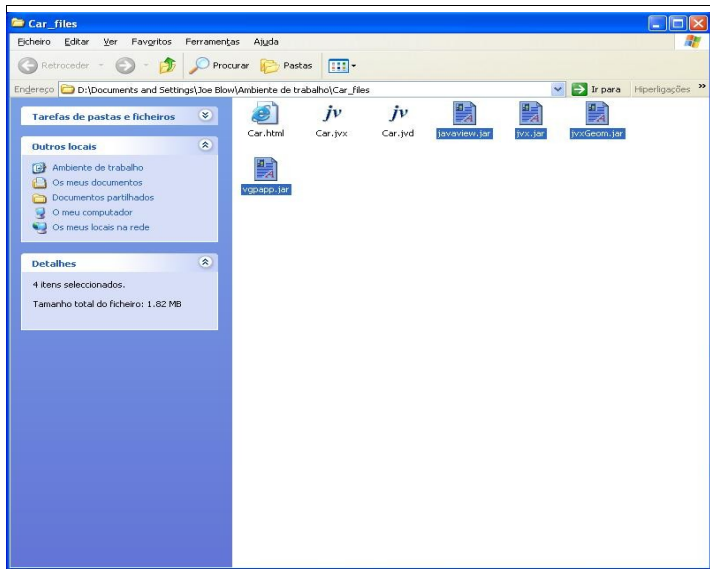 Car_files
Ficheiro Editar Ver Favoritos Ferramentas Ajuda
Retroceder Procurar Pastas
Endereço D:\Documents and Settings\Joe Blow\Ambiente de trabalho\Car_files Ir para Hiperligações »
Tarefas de pastas e ficheiros
Outros locais
Ambiente de trabalho
Os meus documentos
Documentos partilhados
O meu computador
Os meus locais na rede
Detalhes
4 itens seleccionados.
Tamanho total do ficheiro: 1.82 MB
jv jv
Car.html Car.jvx Car.jvd javaview.jar jvx.jar jvxGeom.jar
vgpapp.jar